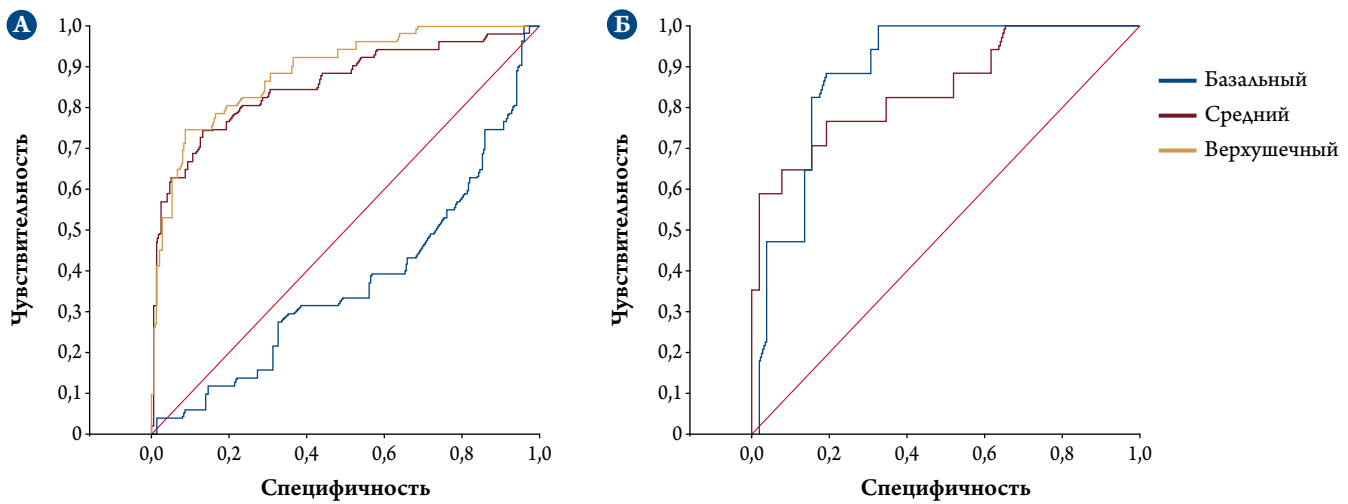 А
1,0
0,9
0,8
0,7
0,6
0,5
0,4
0,3
0,2
0,1
0
Чувствительность
0,0 0,2 0,4 0,6 0,8 1,0
Специфичность
Б
1,0
0,9
0,8
0,7
0,6
0,5
0,4
0,3
0,2
0,1
0
Чувствительность
0,0 0,2 0,4 0,6 0,8 1,0
Специфичность
Базальный
Средний
Верхушечный